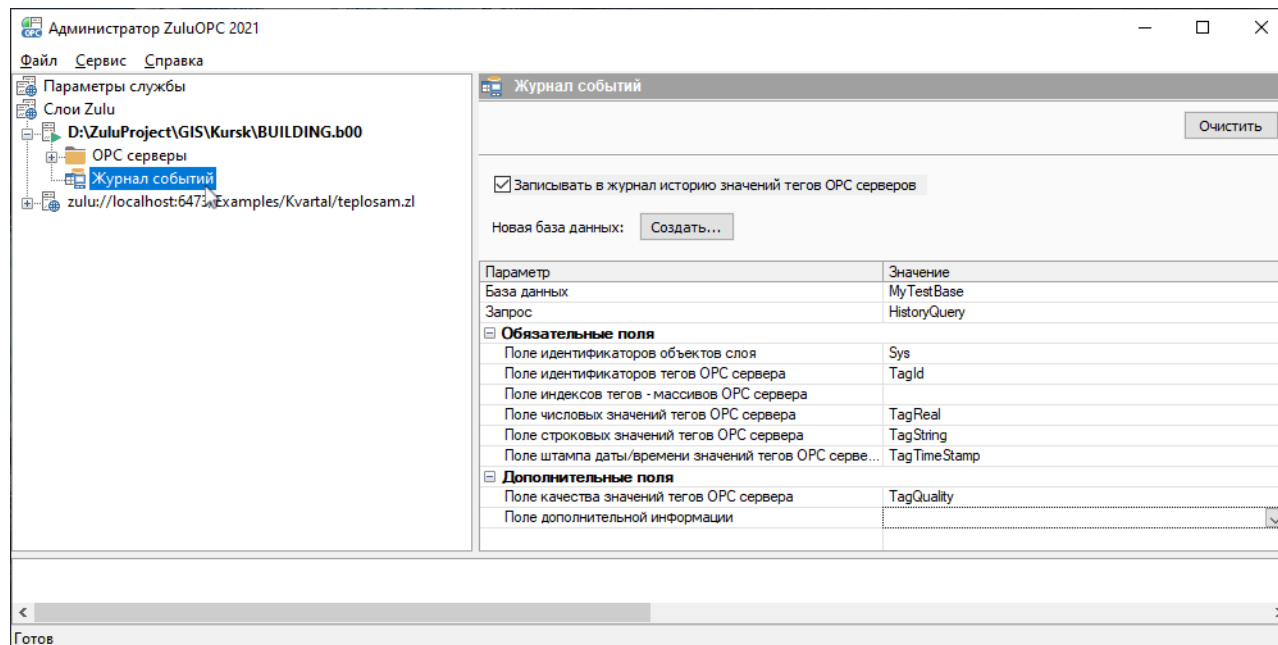 Администратор ZuluOPC 2021
Файл Сервис Справка
Параметры службы
Слои Zulu
D:\ZuluProject\GIS\Kursk\BUILDING.b00
OPC серверы
Журнал событий
zulu://localhost:6473/Examples/Kvartal/teplosam.zl
Журнал событий
Очистить
Записывать в журнал историю значений тегов OPC серверов
Новая база данных: Создать...
Параметр Значение
База данных MyTestBase
Запрос HistoryQuery
Обязательные поля
Поле идентификаторов объектов слоя Sys
Поле идентификаторов тегов OPC сервера TagId
Поле индексов тегов - массивов OPC сервера
Поле числовых значений тегов OPC сервера TagReal
Поле строковых значений тегов OPC сервера TagString
Поле штампа даты/времени значений тегов OPC серве... TagTimeStamp
Дополнительные поля
Поле качества значений тегов OPC сервера TagQuality
Поле дополнительной информации
Готов